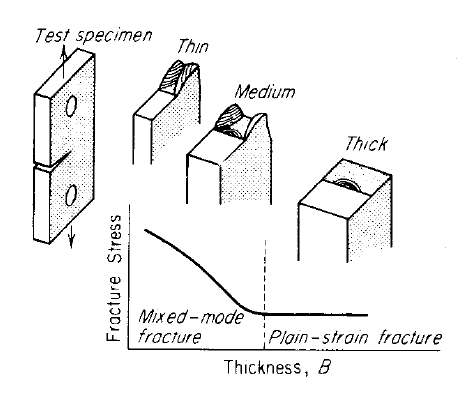 Test specimen
Thin
Medium
Thick
Fracture Stress
Mixed-mode
fracture
Plain-strain fracture
Thickness, B